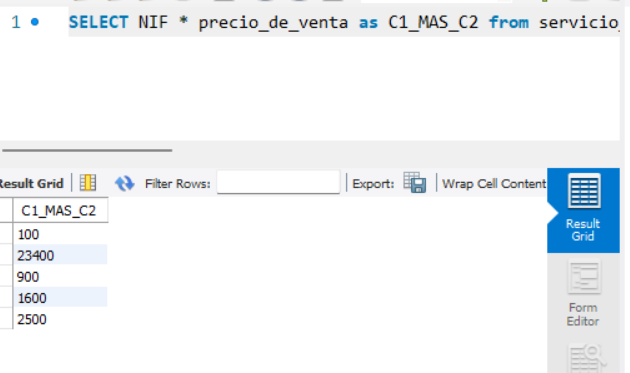 1 SELECT NIF * precio_de_venta as C1_MAS_C2 from servicio_
Result Grid Filter Rows: Export: Wrap Cell Content
C1_MAS_C2
100
23400
900
1600
2500
Result
Grid
Form
Editor